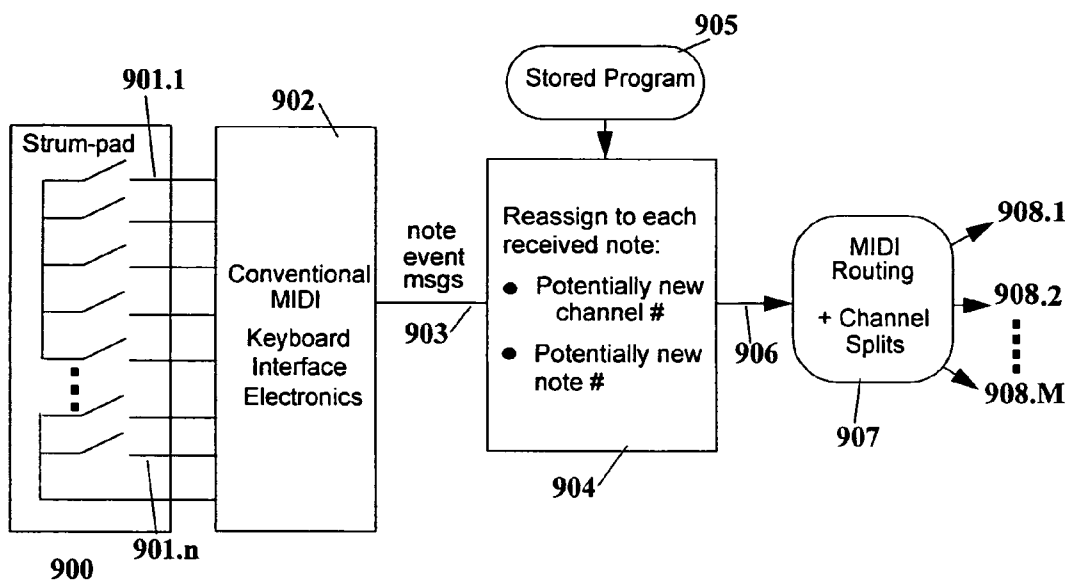 905
Stored Program
901.1
902
Strum-pad
Conventional
MIDI
Keyboard
Interface
Electronics
note
event
msgs
903
Reassign to each
received note:
● Potentially new
channel #
● Potentially new
note #
904
906
MIDI
Routing
+ Channel
Splits
907
908.1
908.2
908.M
901.n
900